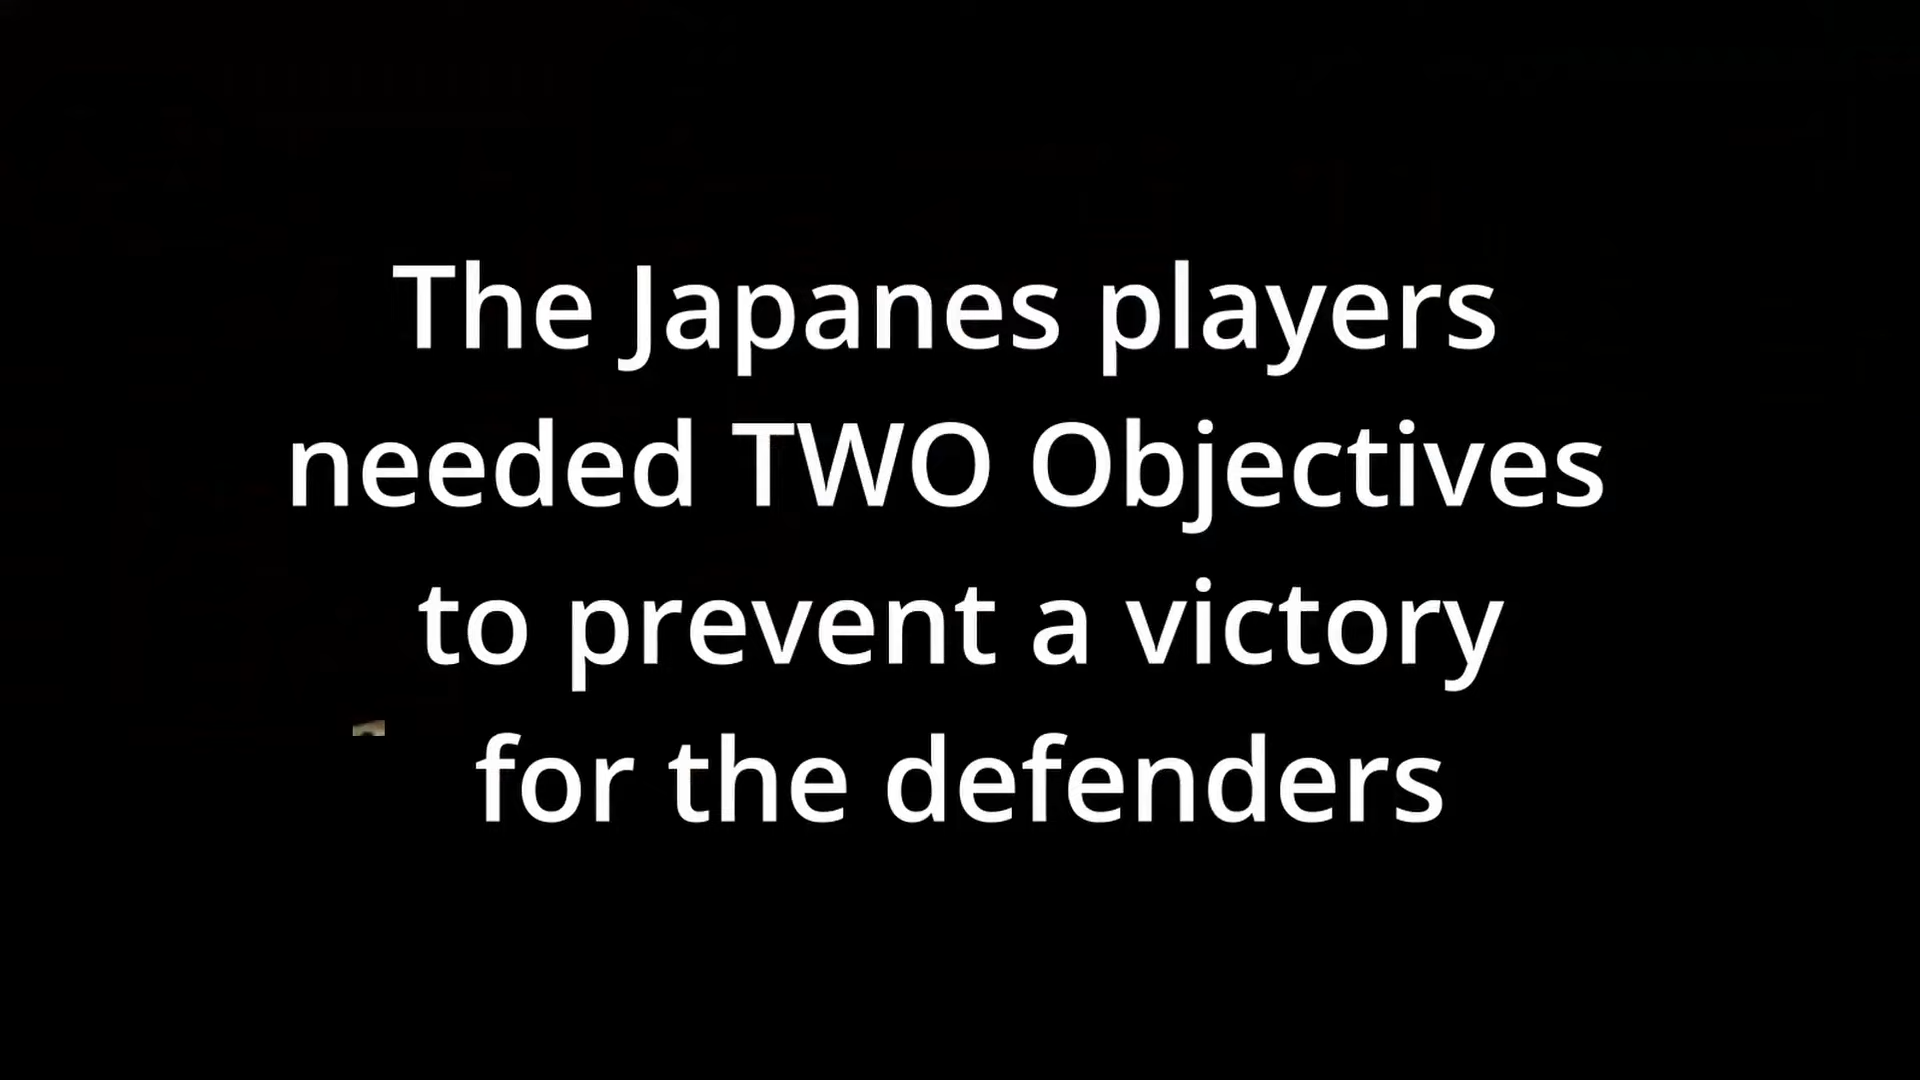 The Japanes players
needed TWO Objectives
to prevent a victory
for the defenders